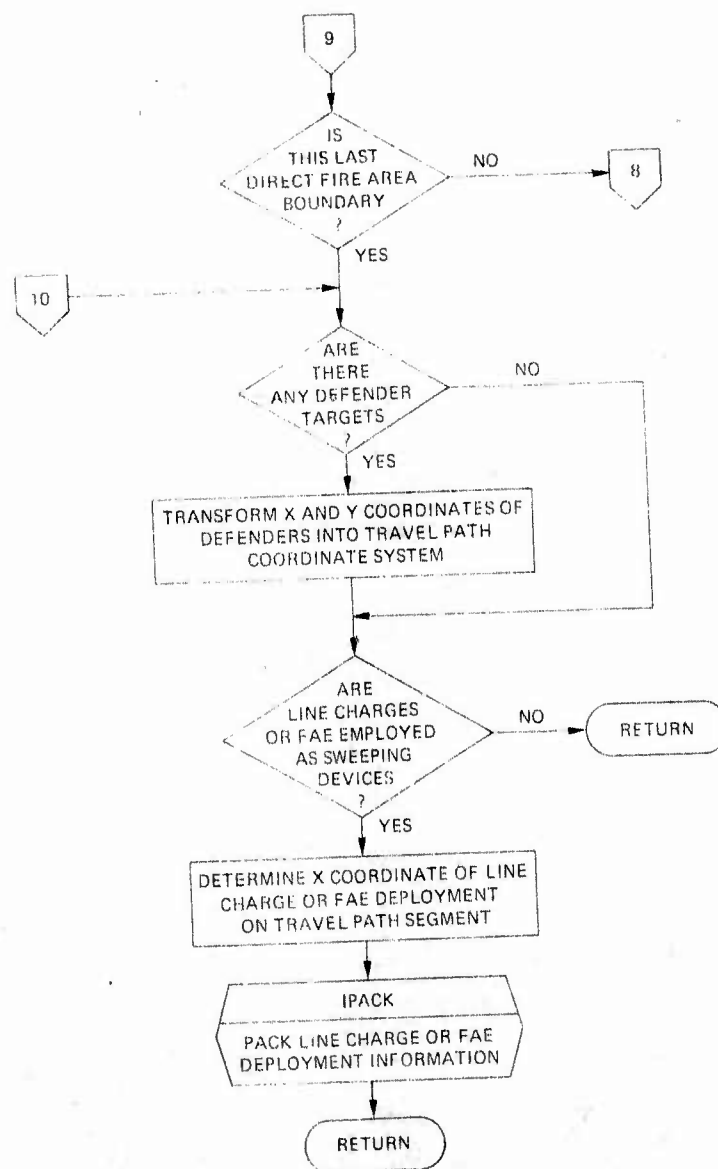 9
IS
THIS LAST
DIRECT FIRE AREA
BOUNDARY
?
NO
8
YES
10
ARE
THERE
ANY DEFENDER
TARGETS
?
NO
YES
TRANSFORM X AND Y COORDINATES OF
DEFENDERS INTO TRAVEL PATH
COORDINATE SYSTEM
ARE
LINE CHARGES
OR FAE EMPLOYED
AS SWEEPING
DEVICES
?
NO
RETURN
YES
DETERMINE X COORDINATE OF LINE
CHARGE OR FAE DEPLOYMENT
ON TRAVEL PATH SEGMENT
IPACK
PACK LINE CHARGE OR FAE
DEPLOYMENT INFORMATION
RETURN